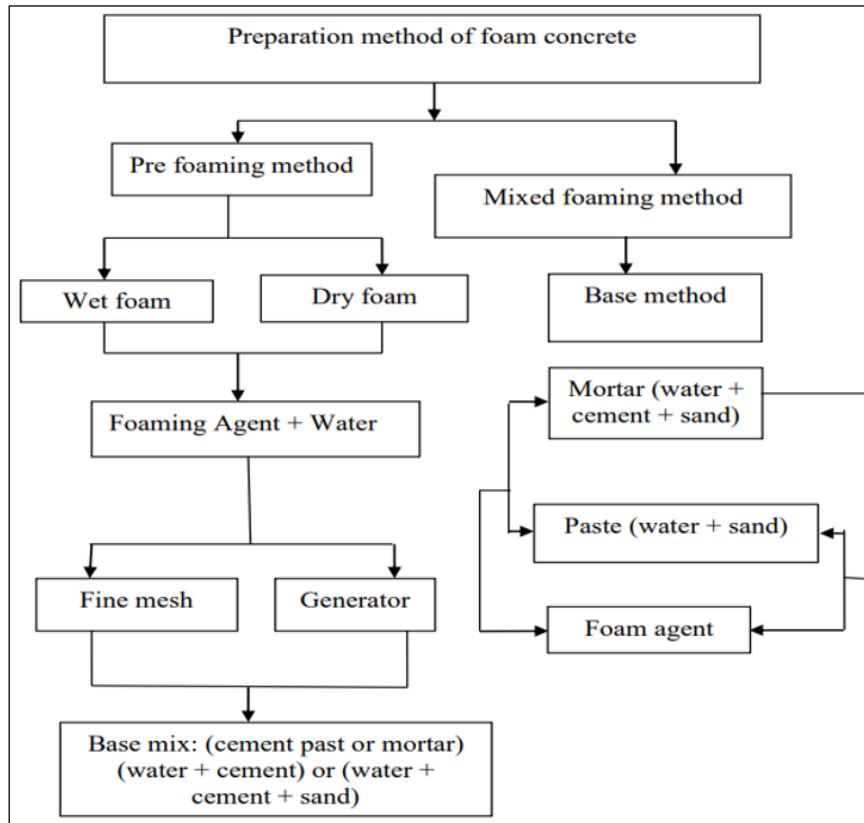 Preparation method of foam concrete
Pre foaming method
Mixed foaming method
Wet foam
Dry foam
Base method
Foaming Agent + Water
Mortar (water +
cement + sand)
Paste (water + sand)
Fine mesh
Generator
Foam agent
Base mix: (cement past or mortar)
(water + cement) or (water +
cement + sand)